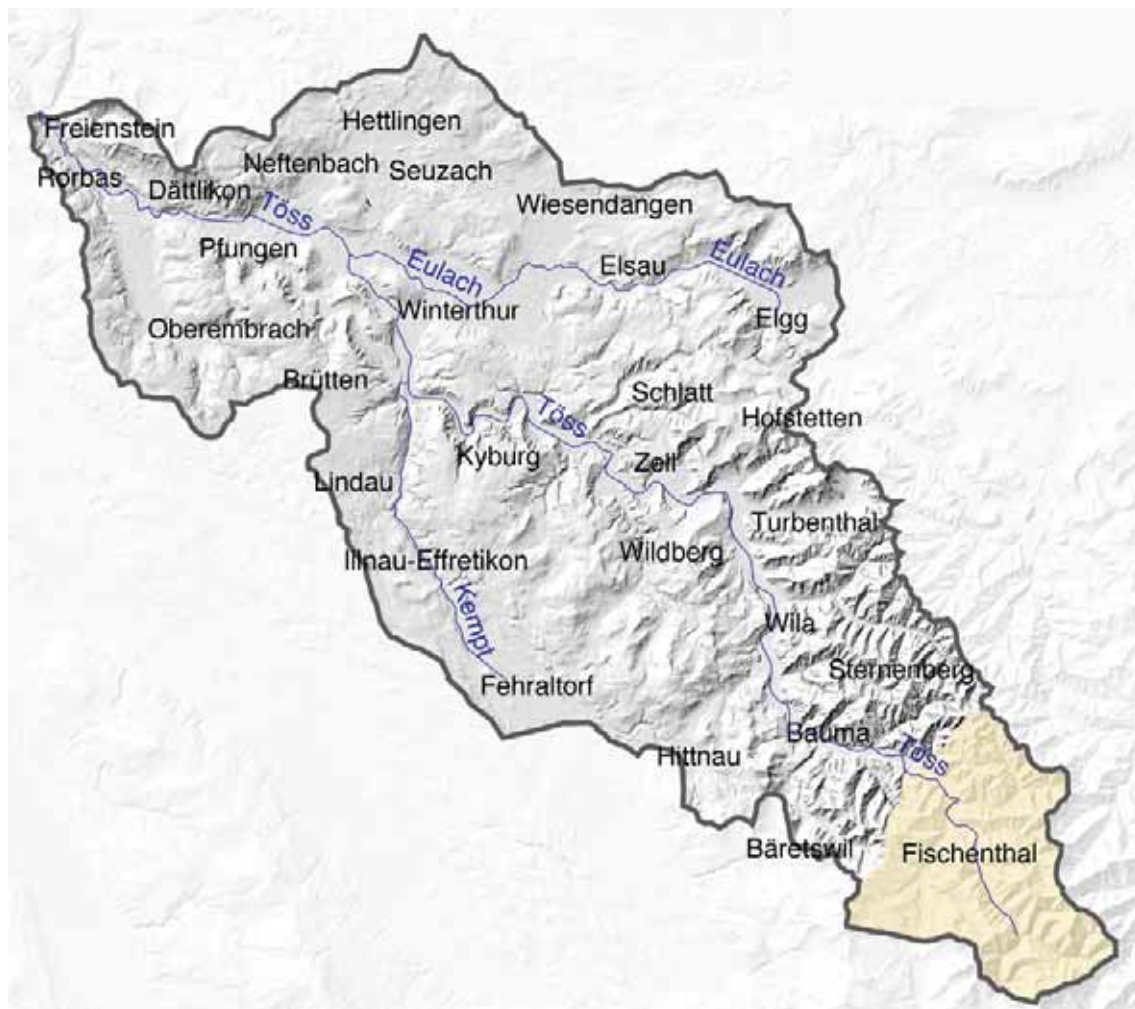 Hettlingen
Freienstein
Neftenbach
Seuzach
Rorbas
Dättlikon
Töss
Wiesendangen
Pfungen
Eulach
Elsau
Eulach
Winterthur
Elgg
Oberembrach
Brütten
Schlatt
Töss
Hofstetten
Kyburg
Zell
Lindau
Turbenthal
Wildberg
Illnau-Effretikon
Kempt
Wila
Sternenberg
Fehraltorf
Bauma
Töss
Hittnau
Bäretswil
Fischenthal